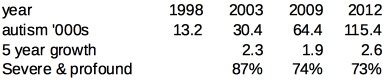 year 1998 2003 2009 2012
autism '000s 13.2 30.4 64.4 115.4
5 year growth 2.3 1.9 2.6
Severe & profound 87% 74% 73%